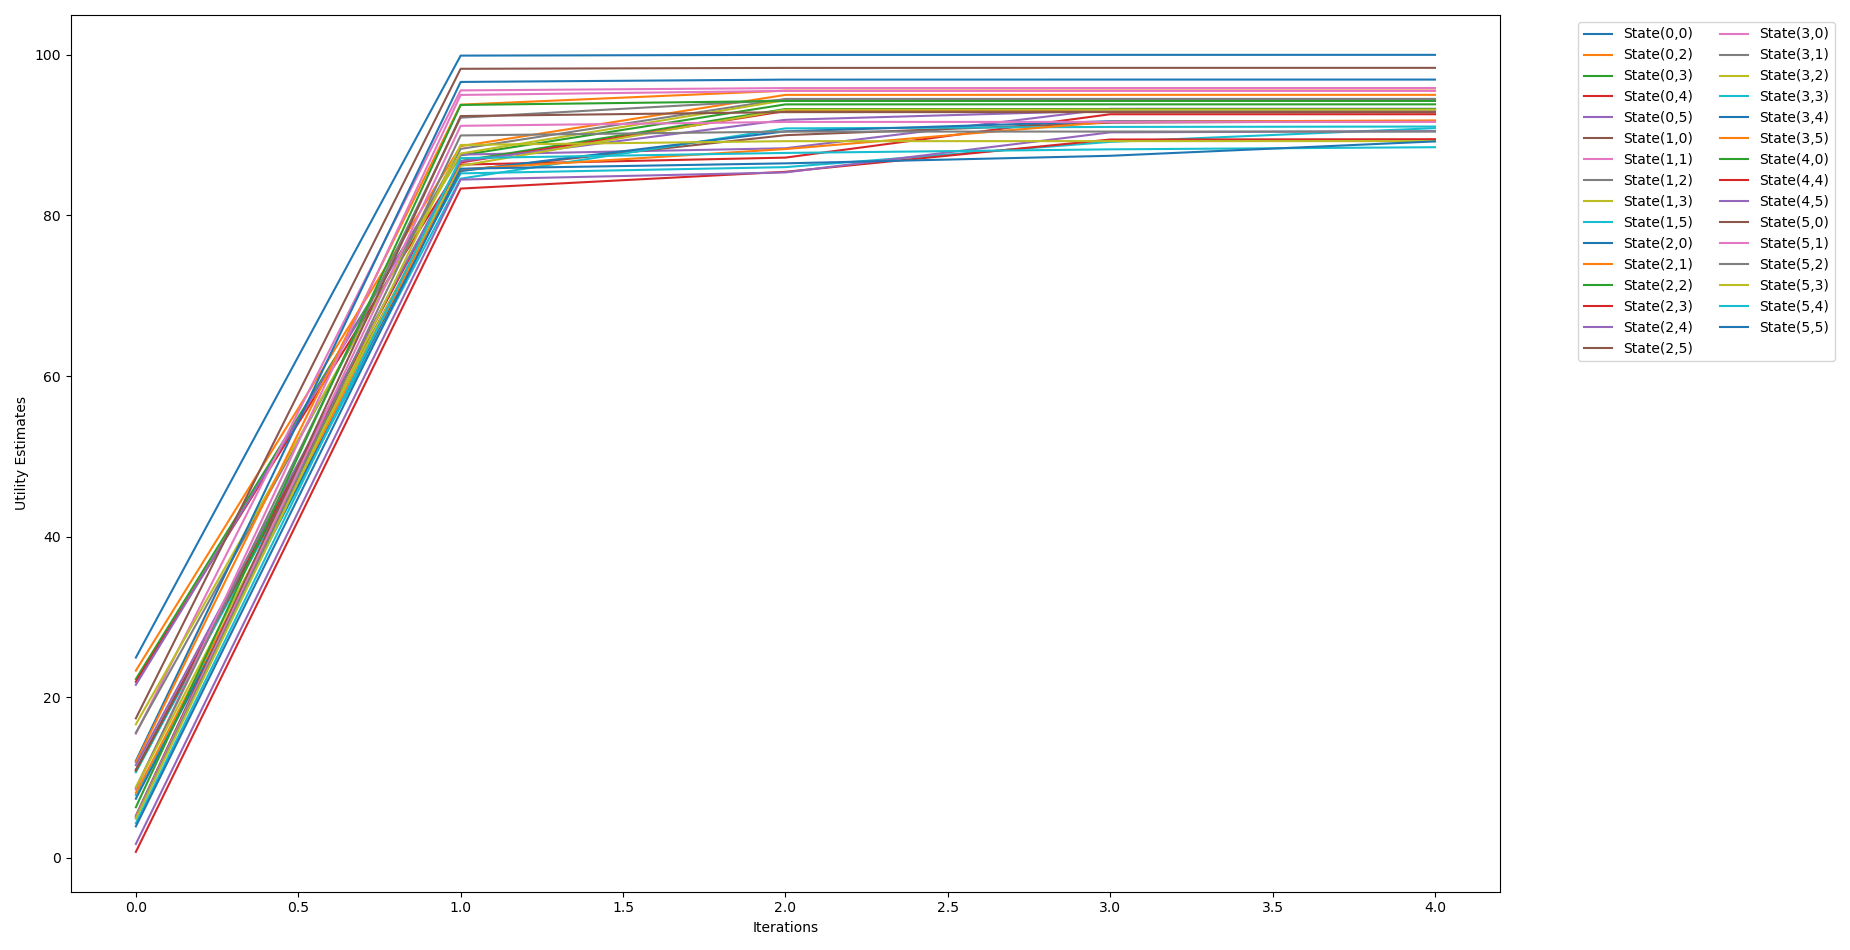 100
80
60
40
20
0
Utility Estimates
0.0 0.5 1.0 1.5 2.0 2.5 3.0 3.5 4.0
Iterations
State(0,0)
State(0,2)
State(0,3)
State(0,4)
State(0,5)
State(1,0)
State(1,1)
State(1,2)
State(1,3)
State(1,5)
State(2,0)
State(2,1)
State(2,2)
State(2,3)
State(2,4)
State(2,5)
State(3,0)
State(3,1)
State(3,2)
State(3,3)
State(3,4)
State(3,5)
State(4,0)
State(4,4)
State(4,5)
State(5,0)
State(5,1)
State(5,2)
State(5,3)
State(5,4)
State(5,5)